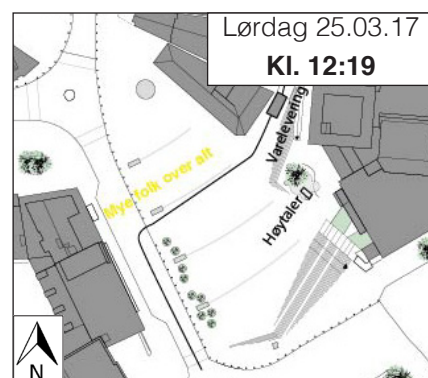 Lørdag 25.03.17
Kl. 12:19
Varelevering
Mye folk over alt
Høytaler
N